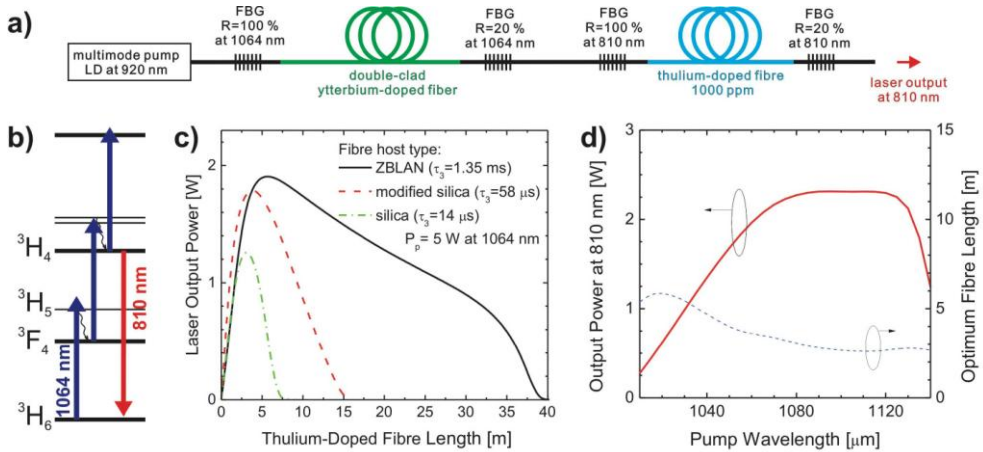 a)
FBG
R=100 %
at 1064 nm
FBG
R=20 %
at 1064 nm
FBG
R=100 %
at 810 nm
FBG
R=20 %
at 810 nm
multimode pump
LD at 920 nm
double-clad
ytterbium-doped fiber
thulium-doped fibre
1000 ppm
laser output
at 810 nm
b)
³H₄
³H₅
³F₄
³H₆
1064 nm
810 nm
c)
Fibre host type:
ZBLAN (τ₃=1.35 ms)
modified silica (τ₃=58 μs)
silica (τ₃=14 μs)
Pₚ= 5 W at 1064 nm
Laser Output Power [W]
2
1
0
0 5 10 15 20 25 30 35 40
Thulium-Doped Fibre Length [m]
d)
Output Power at 810 nm [W]
3
2
1
0
1040 1080 1120
Pump Wavelength [μm]
15
10
5
0
Optimum Fibre Length [m]